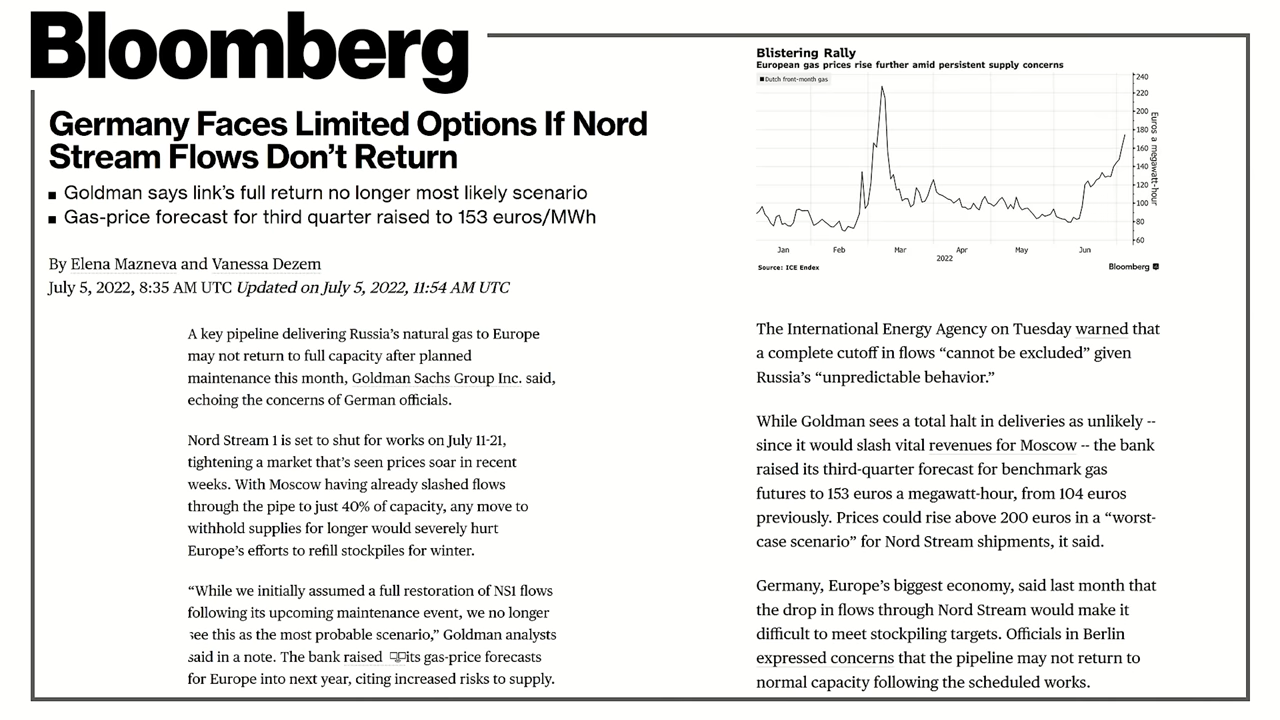 Bloomberg
Germany Faces Limited Options If Nord
Stream Flows Don’t Return
■ Goldman says link’s full return no longer most likely scenario
■ Gas-price forecast for third quarter raised to 153 euros/MWh
By Elena Mazneva and Vanessa Dezem
July 5, 2022, 8:35 AM UTC Updated on July 5, 2022, 11:54 AM UTC
A key pipeline delivering Russia’s natural gas to Europe
may not return to full capacity after planned
maintenance this month, Goldman Sachs Group Inc. said,
echoing the concerns of German officials.
Nord Stream 1 is set to shut for works on July 11-21,
tightening a market that’s seen prices soar in recent
weeks. With Moscow having already slashed flows
through the pipe to just 40% of capacity, any move to
withhold supplies for longer would severely hurt
Europe’s efforts to refill stockpiles for winter.
“While we initially assumed a full restoration of NS1 flows
following its upcoming maintenance event, we no longer
see this as the most probable scenario,” Goldman analysts
said in a note. The bank raised its gas-price forecasts
for Europe into next year, citing increased risks to supply.
Blistering Rally
European gas prices rise further amid persistent supply concerns
■ Dutch front-month gas
240
220
200
180
160
140
120
100
80
60
Euros a megawatt-hour
Jan Feb Mar Apr May Jun
2022
Source: ICE Endex
Bloomberg
The International Energy Agency on Tuesday warned that
a complete cutoff in flows “cannot be excluded” given
Russia’s “unpredictable behavior.”
While Goldman sees a total halt in deliveries as unlikely --
since it would slash vital revenues for Moscow -- the bank
raised its third-quarter forecast for benchmark gas
futures to 153 euros a megawatt-hour, from 104 euros
previously. Prices could rise above 200 euros in a “worst-
case scenario” for Nord Stream shipments, it said.
Germany, Europe’s biggest economy, said last month that
the drop in flows through Nord Stream would make it
difficult to meet stockpiling targets. Officials in Berlin
expressed concerns that the pipeline may not return to
normal capacity following the scheduled works.